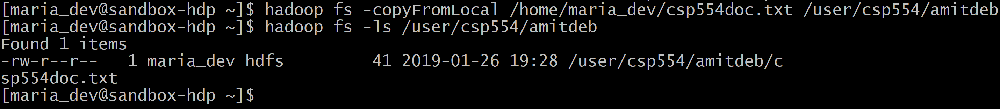 [maria_dev@sandbox-hdp ~]$ hadoop fs -copyFromLocal /home/maria_dev/csp554doc.txt /user/csp554/amitdeb
[maria_dev@sandbox-hdp ~]$ hadoop fs -ls /user/csp554/amitdeb
Found 1 items
-rw-r--r--   1 maria_dev hdfs         41 2019-01-26 19:28 /user/csp554/amitdeb/c
sp554doc.txt
[maria_dev@sandbox-hdp ~]$